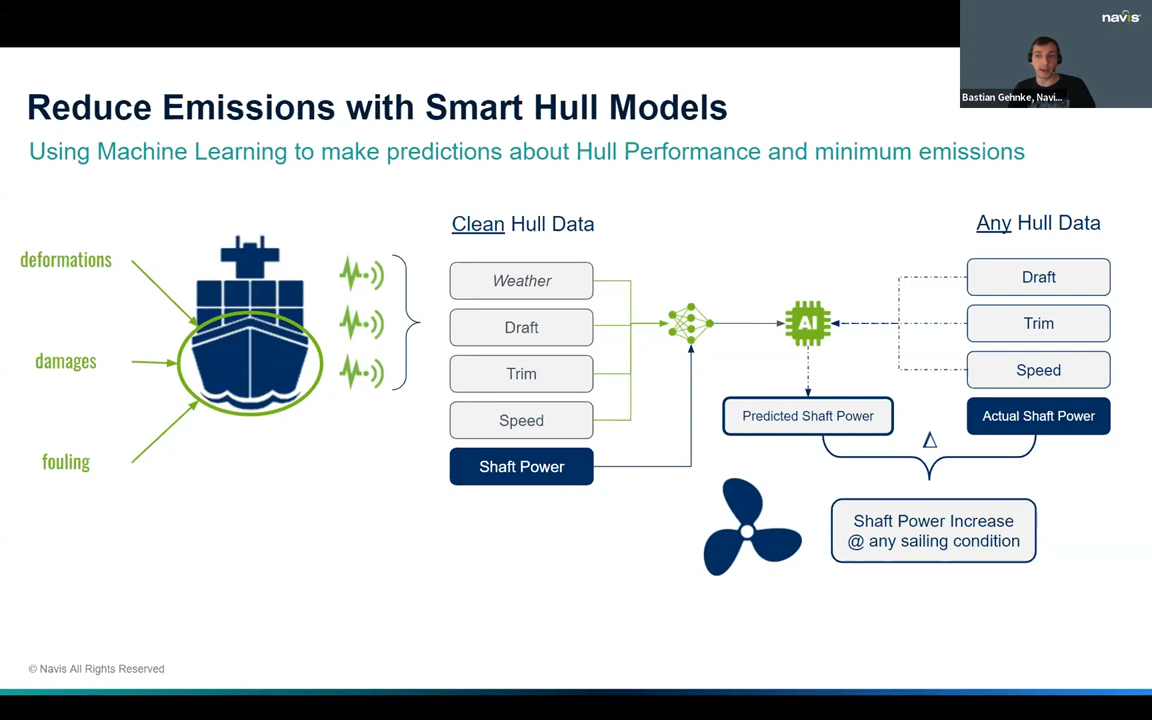 navis
Bastian Gehnke, Navi...
Reduce Emissions with Smart Hull Models
Using Machine Learning to make predictions about Hull Performance and minimum emissions
deformations
damages
fouling
Clean Hull Data
Weather
Draft
Trim
Speed
Shaft Power
AI
Predicted Shaft Power
Any Hull Data
Draft
Trim
Speed
Actual Shaft Power
Δ
Shaft Power Increase
@ any sailing condition
© Navis All Rights Reserved